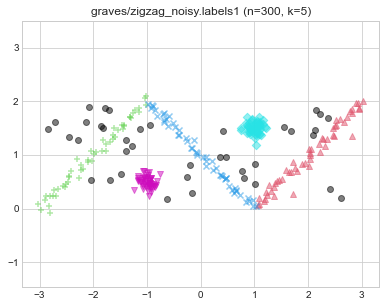 graves/zigzag_noisy.labels1 (n=300, k=5)
3
2
1
0
−1
−3 −2 −1 0 1 2 3